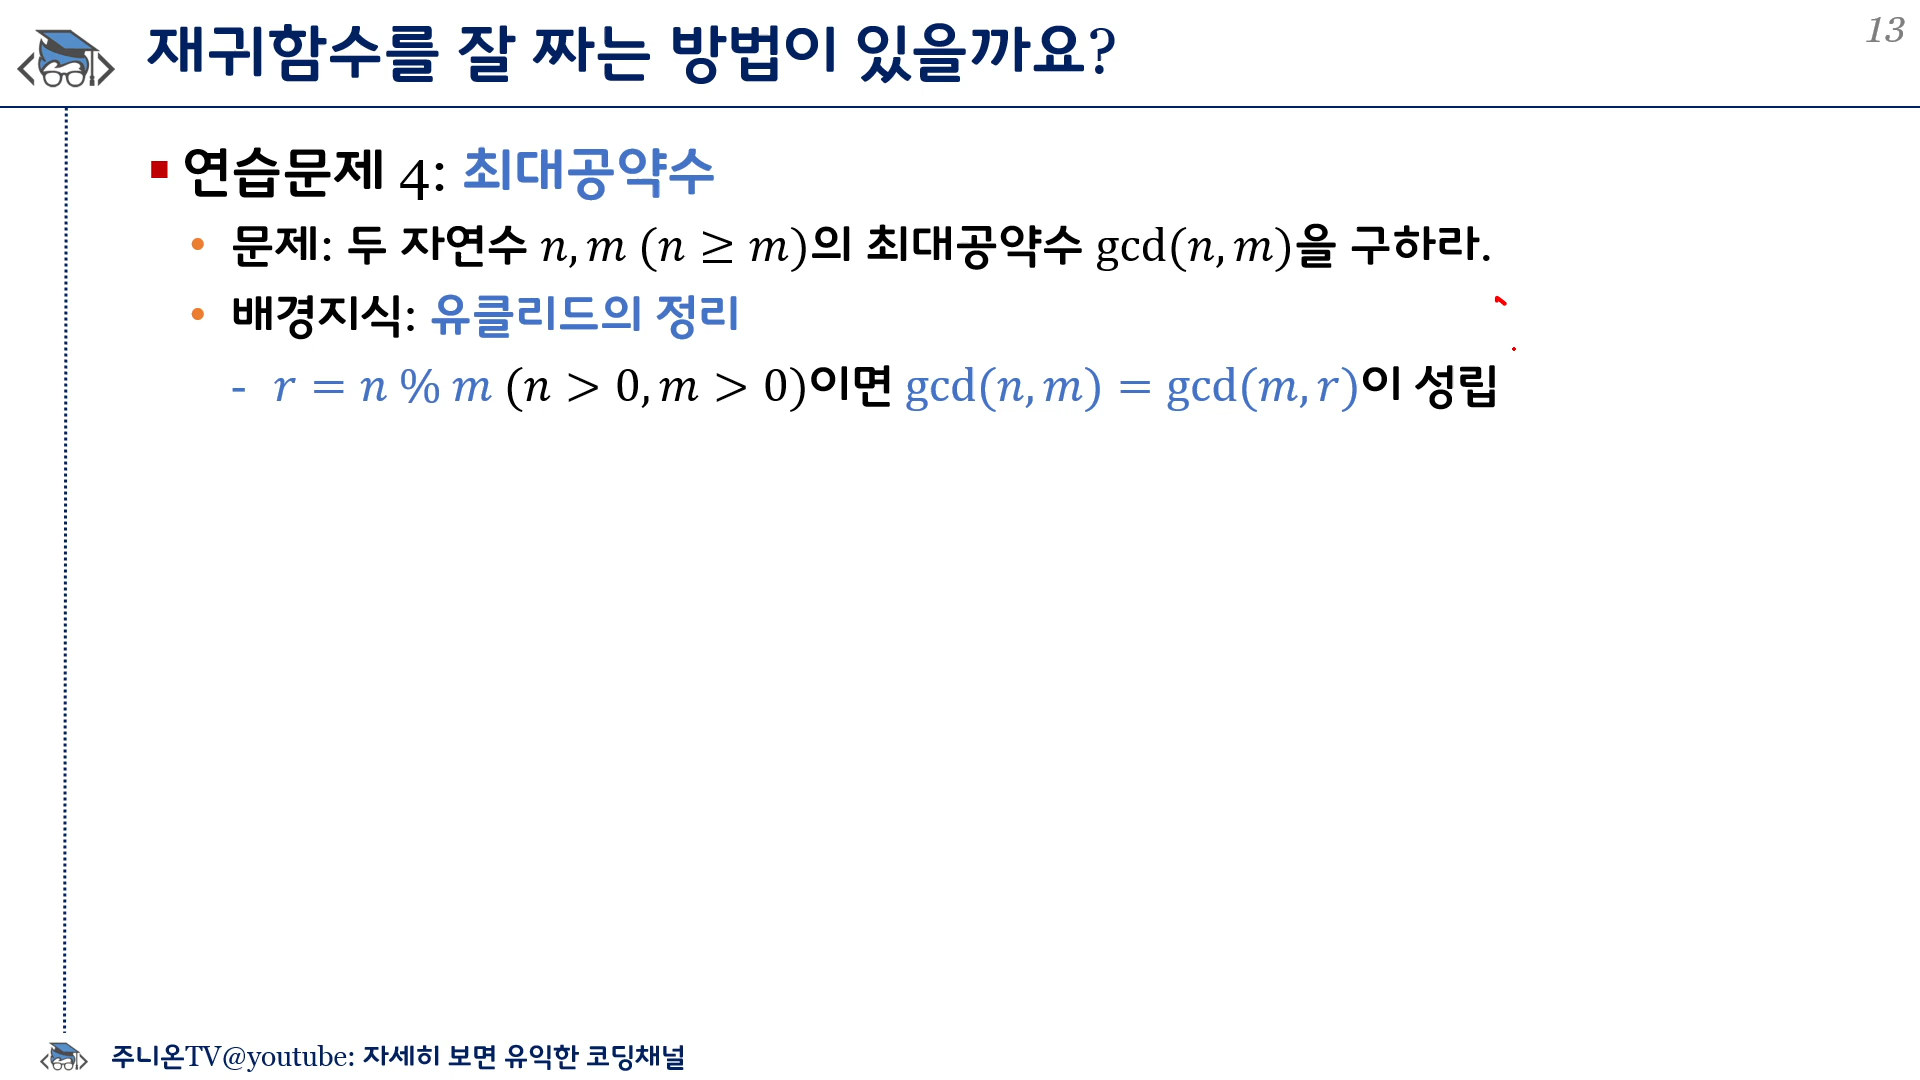 재귀함수를 잘 짜는 방법이 있을까요?
13
연습문제 4: 최대공약수
문제: 두 자연수 n, m (n ≥ m)의 최대공약수 gcd(n, m)을 구하라.
배경지식: 유클리드의 정리
- r = n % m (n > 0, m > 0)이면 gcd(n, m) = gcd(m, r)이 성립
주니온TV@youtube: 자세히 보면 유익한 코딩채널